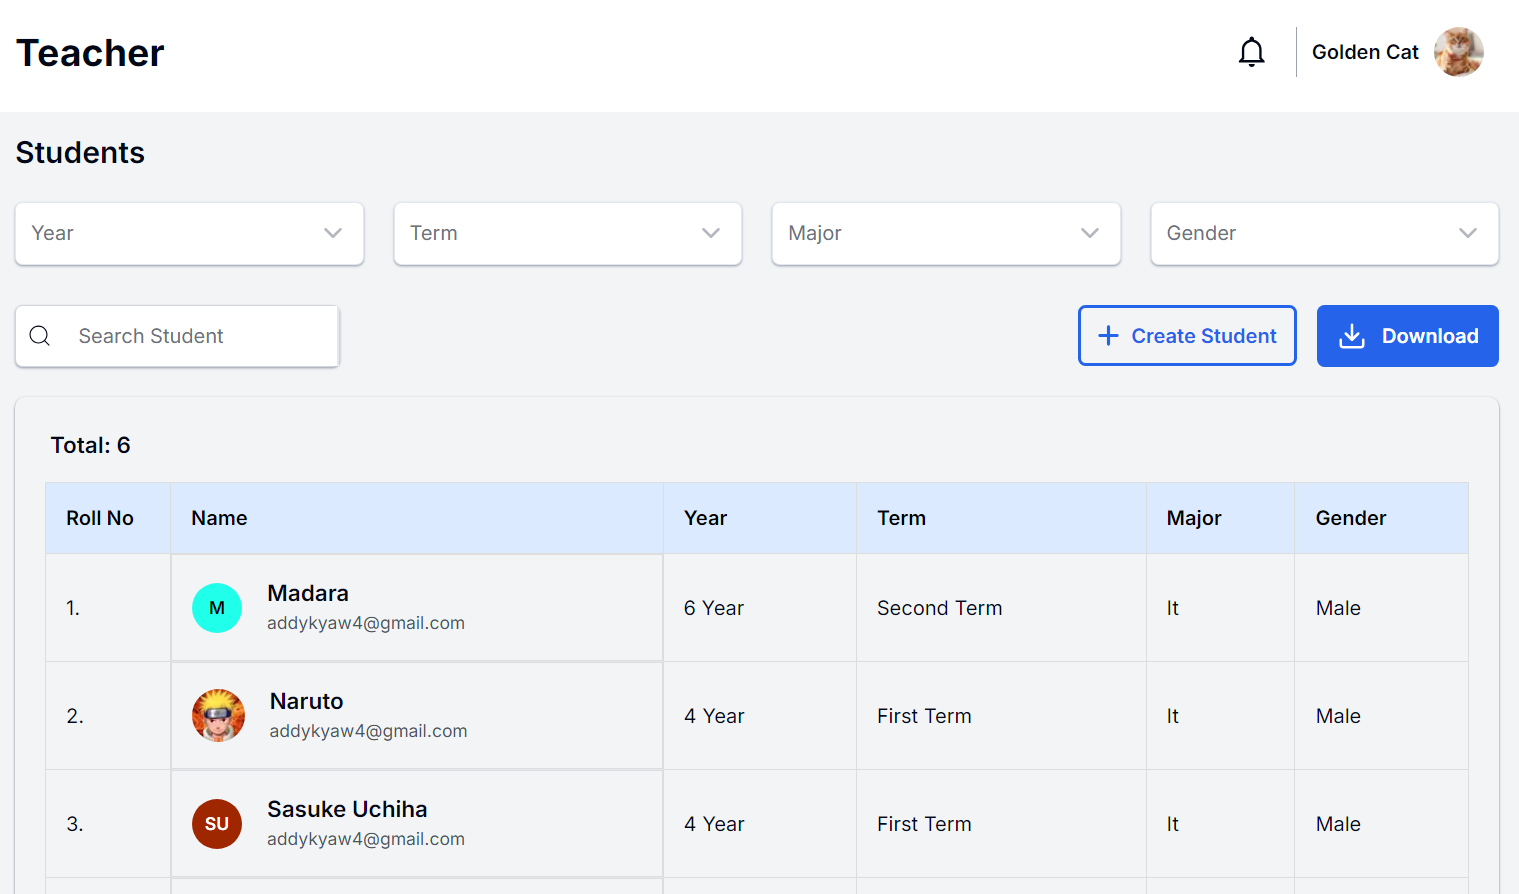 Teacher
Golden Cat
Students
Year
Term
Major
Gender
Search Student
Create Student
Download
Total: 6
Roll No Name Year Term Major Gender
1. M Madara addykyaw4@gmail.com 6 Year Second Term It Male
2. Naruto addykyaw4@gmail.com 4 Year First Term It Male
3. SU Sasuke Uchiha addykyaw4@gmail.com 4 Year First Term It Male